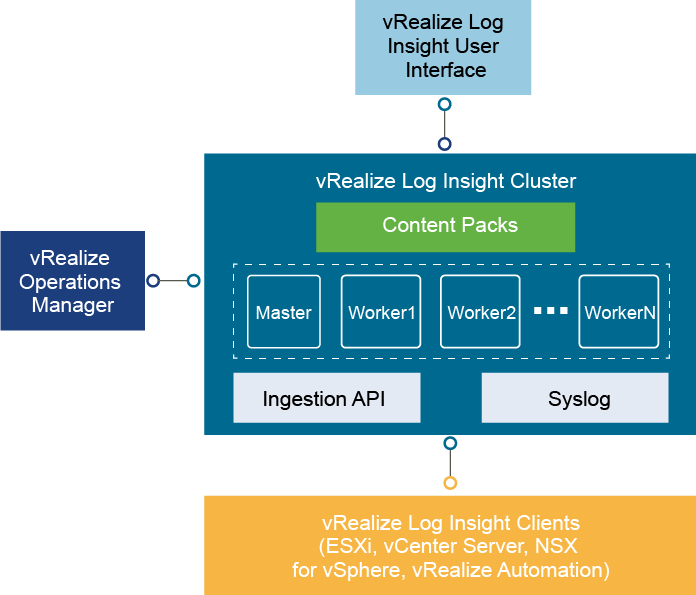 vRealize Log
Insight User
Interface
vRealize Log Insight Cluster
Content Packs
vRealize
Operations
Manager
Master
Worker1
Worker2
WorkerN
Ingestion API
Syslog
vRealize Log Insight Clients
(ESXi, vCenter Server, NSX
for vSphere, vRealize Automation)